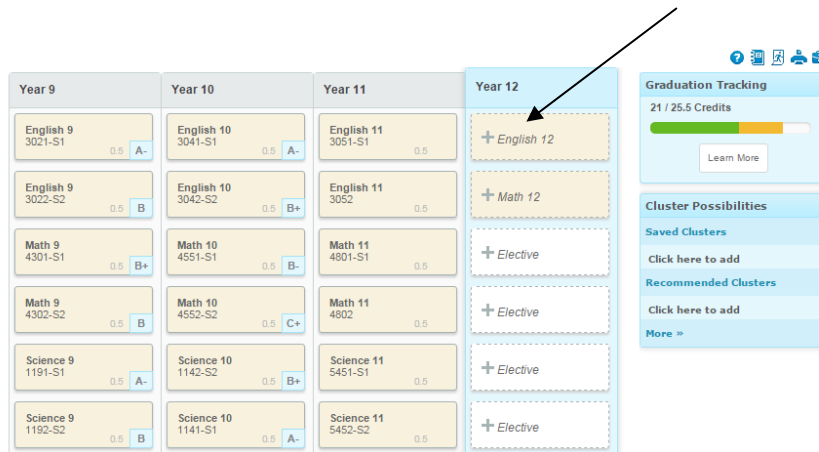 Year 9
Year 10
Year 11
Year 12
English 9
3021-S1
0.5 A-
English 10
3041-S1
0.5 A-
English 11
3051-S1
0.5
+ English 12
English 9
3022-S2
0.5 B
English 10
3042-S2
0.5 B+
English 11
3052
0.5
+ Math 12
Math 9
4301-S1
0.5 B+
Math 10
4551-S1
0.5 B-
Math 11
4801-S1
0.5
+ Elective
Math 9
4302-S2
0.5 B
Math 10
4552-S2
0.5 C+
Math 11
4802
0.5
+ Elective
Science 9
1191-S1
0.5 A-
Science 10
1142-S2
0.5 B+
Science 11
5451-S1
0.5
+ Elective
Science 9
1192-S2
0.5 B
Science 10
1141-S1
0.5 A-
Science 11
5452-S2
0.5
+ Elective
?
Graduation Tracking
21 / 25.5 Credits
Learn More
Cluster Possibilities
Saved Clusters
Click here to add
Recommended Clusters
Click here to add
More »